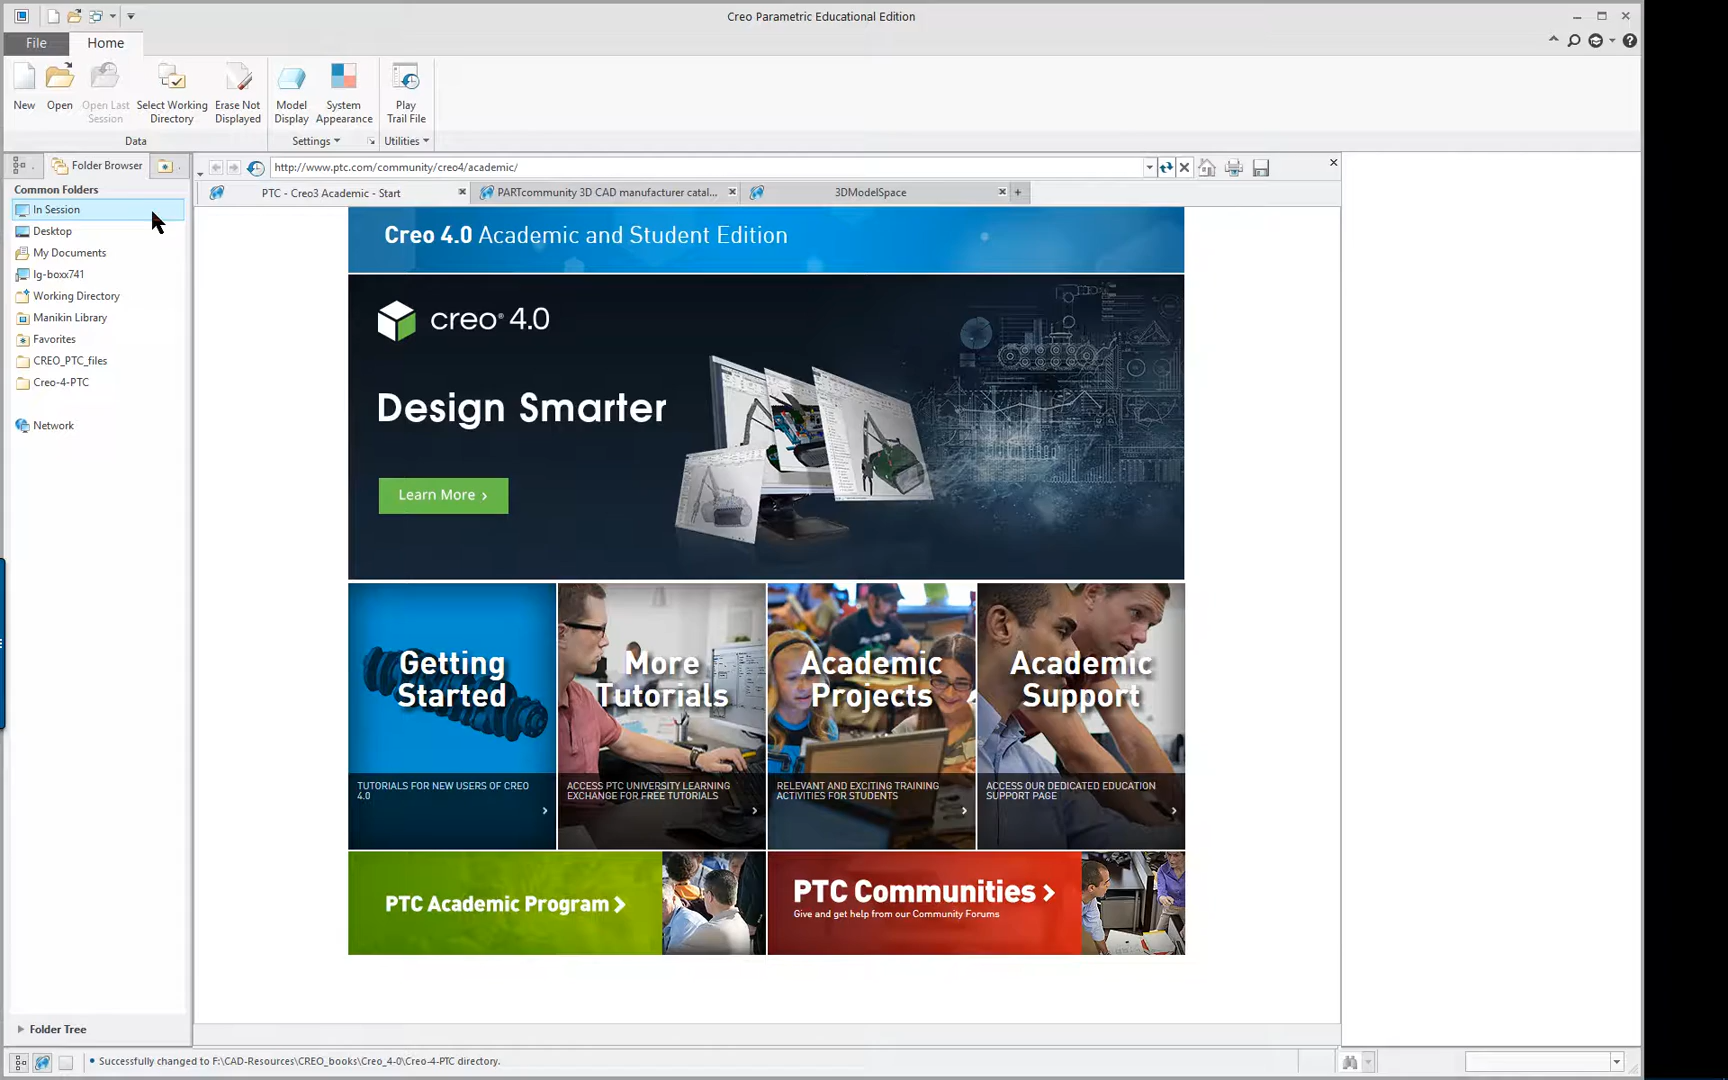 Creo Parametric Educational Edition
File
Home
New
Open
Open Last
Session
Select Working
Directory
Erase Not
Displayed
Model
Display
System
Appearance
Play
Trail File
Data
Settings
Utilities
Folder Browser
http://www.ptc.com/community/creo4/academic/
PTC - Creo3 Academic - Start
PARTcommunity 3D CAD manufacturer catal...
3DModelSpace
Common Folders
In Session
Desktop
My Documents
lg-boxx741
Working Directory
Manikin Library
Favorites
CREO_PTC_files
Creo-4-PTC
Network
Folder Tree
Creo 4.0 Academic and Student Edition
creo® 4.0
Design Smarter
Learn More ›
Getting
Started
TUTORIALS FOR NEW USERS OF CREO
4.0
More
Tutorials
ACCESS PTC UNIVERSITY LEARNING
EXCHANGE FOR FREE TUTORIALS
Academic
Projects
RELEVANT AND EXCITING TRAINING
ACTIVITIES FOR STUDENTS
Academic
Support
ACCESS OUR DEDICATED EDUCATION
SUPPORT PAGE
PTC Academic Program
PTC Communities
Give and get help from our Community Forums
• Successfully changed to F:\CAD-Resources\CREO_books\Creo_4-0\Creo-4-PTC directory.